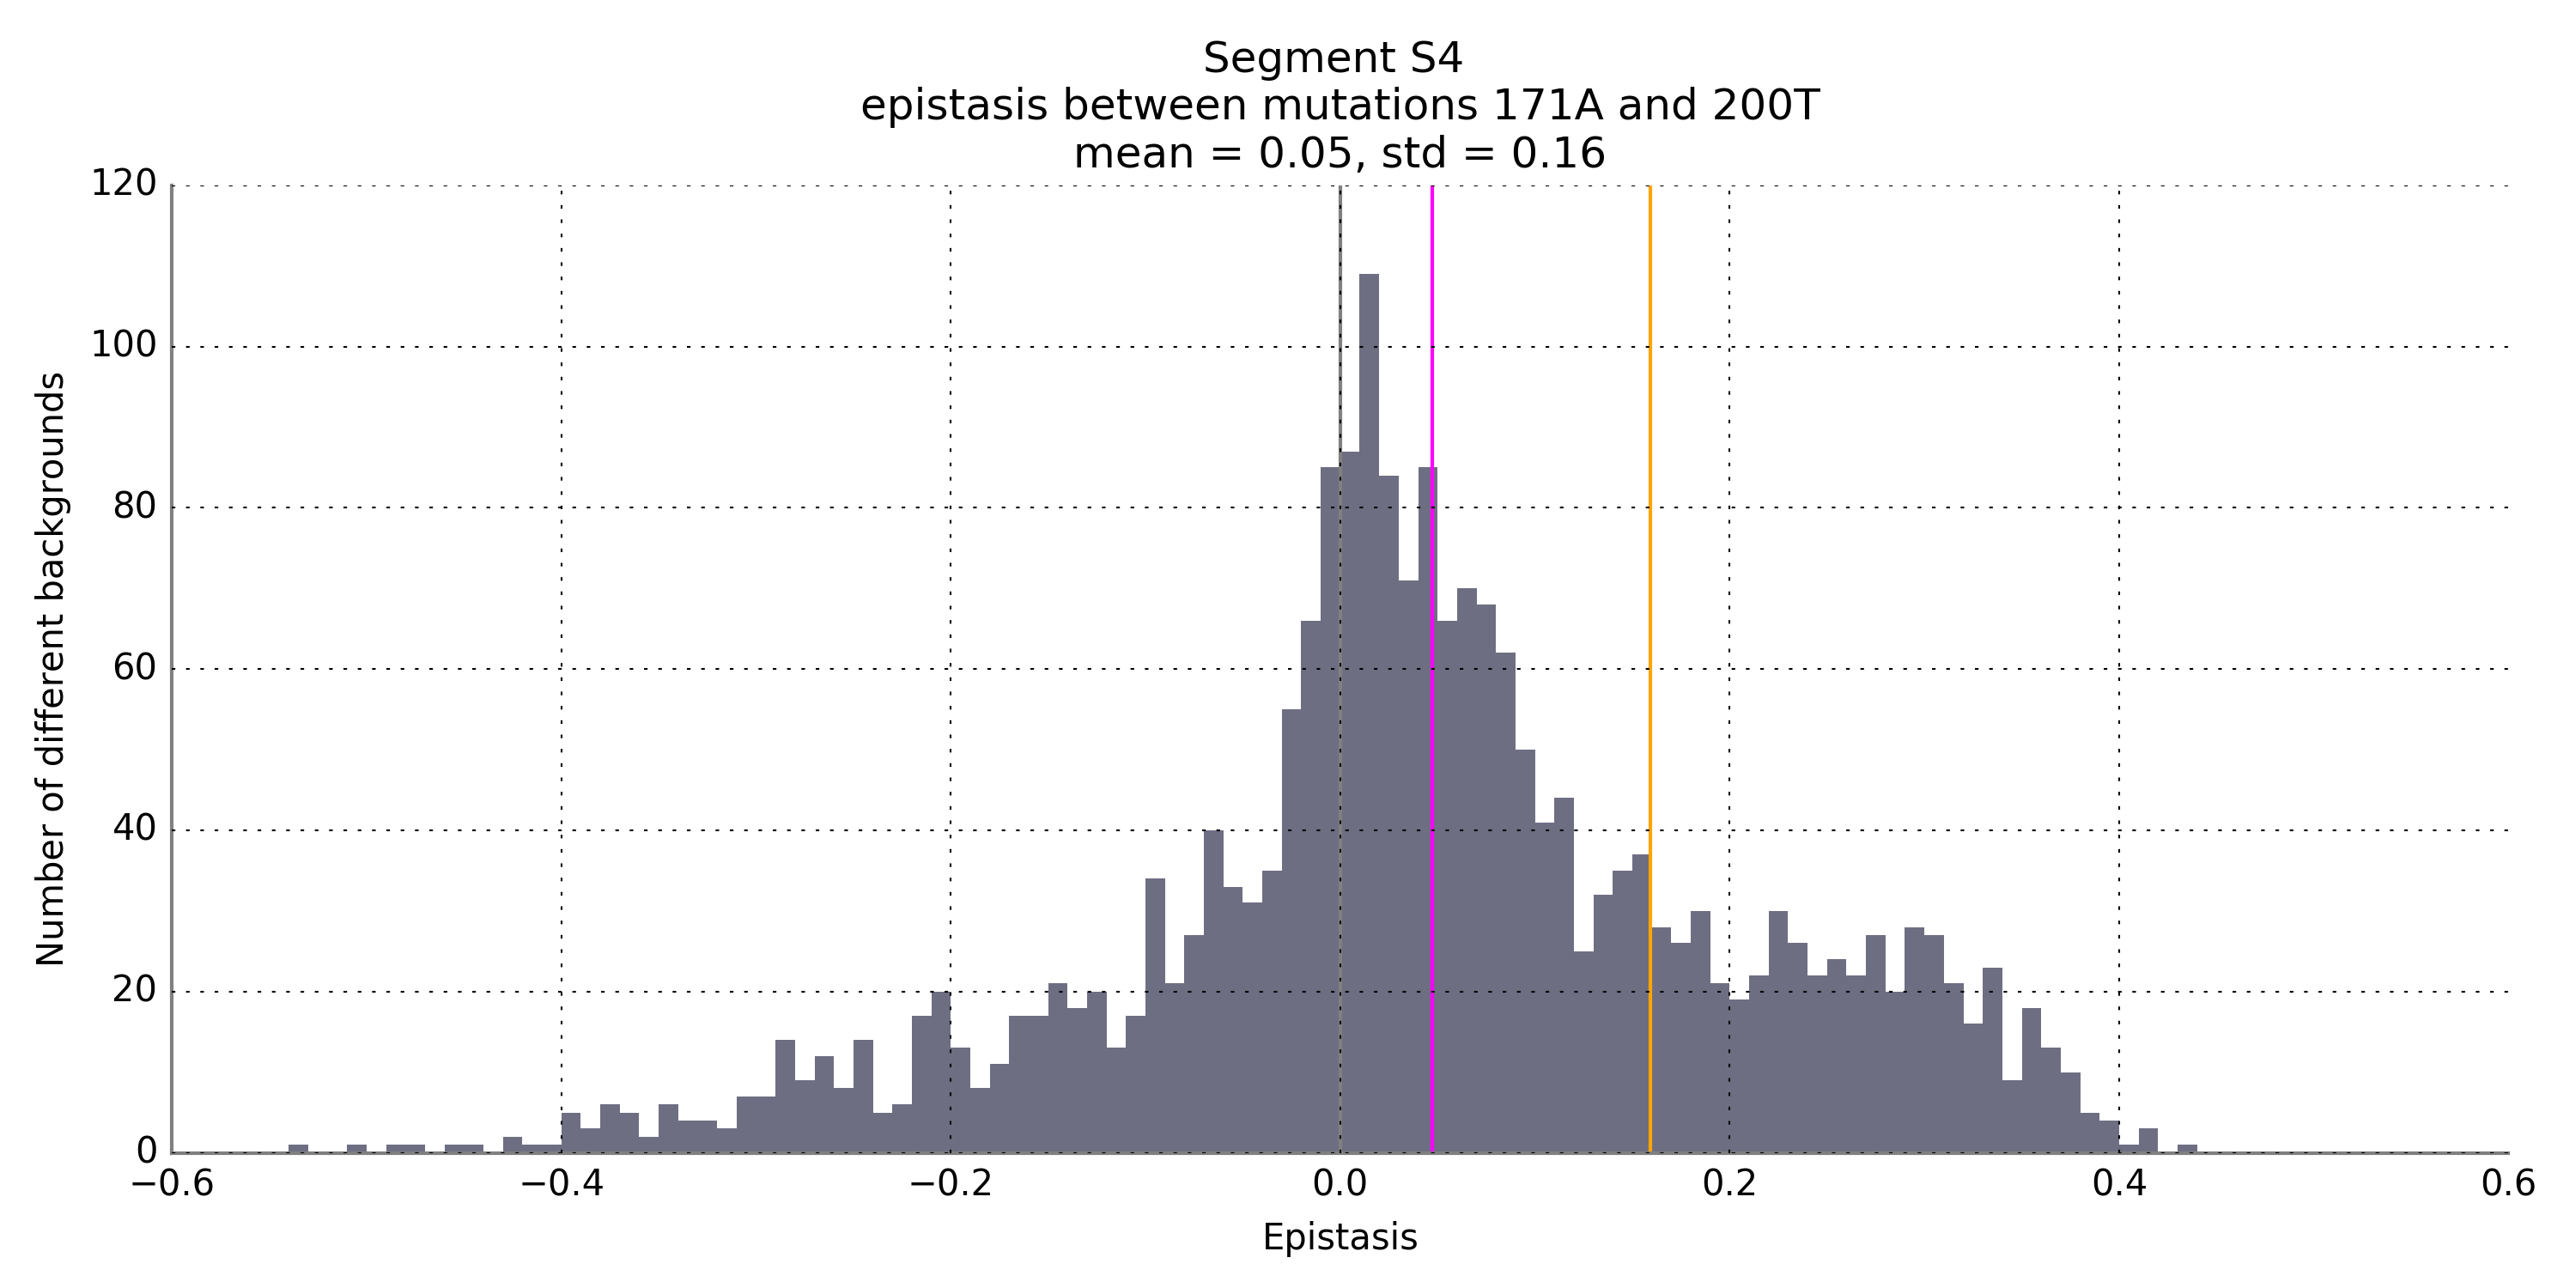 Segment S4
epistasis between mutations 171A and 200T
mean = 0.05, std = 0.16
120
100
80
60
40
20
0
Number of different backgrounds
−0.6
−0.4
−0.2
0.0
0.2
0.4
0.6
Epistasis